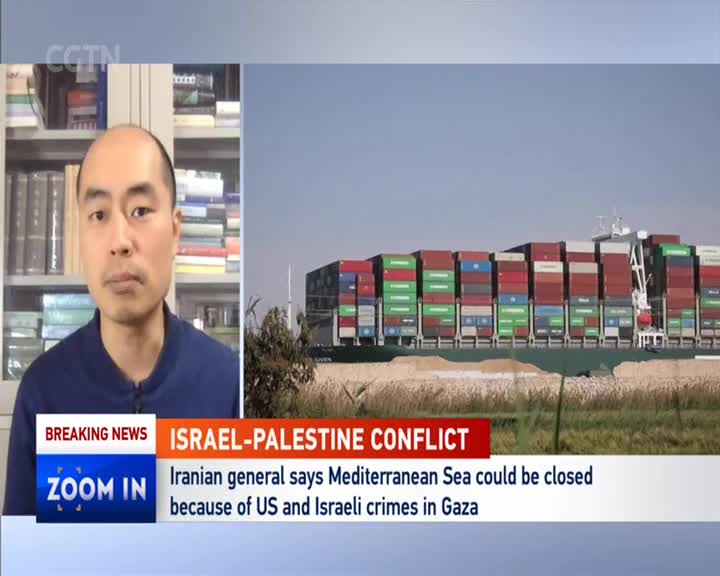 CGTN
BREAKING NEWS
ISRAEL-PALESTINE CONFLICT
ZOOM IN
Iranian general says Mediterranean Sea could be closed
because of US and Israeli crimes in Gaza